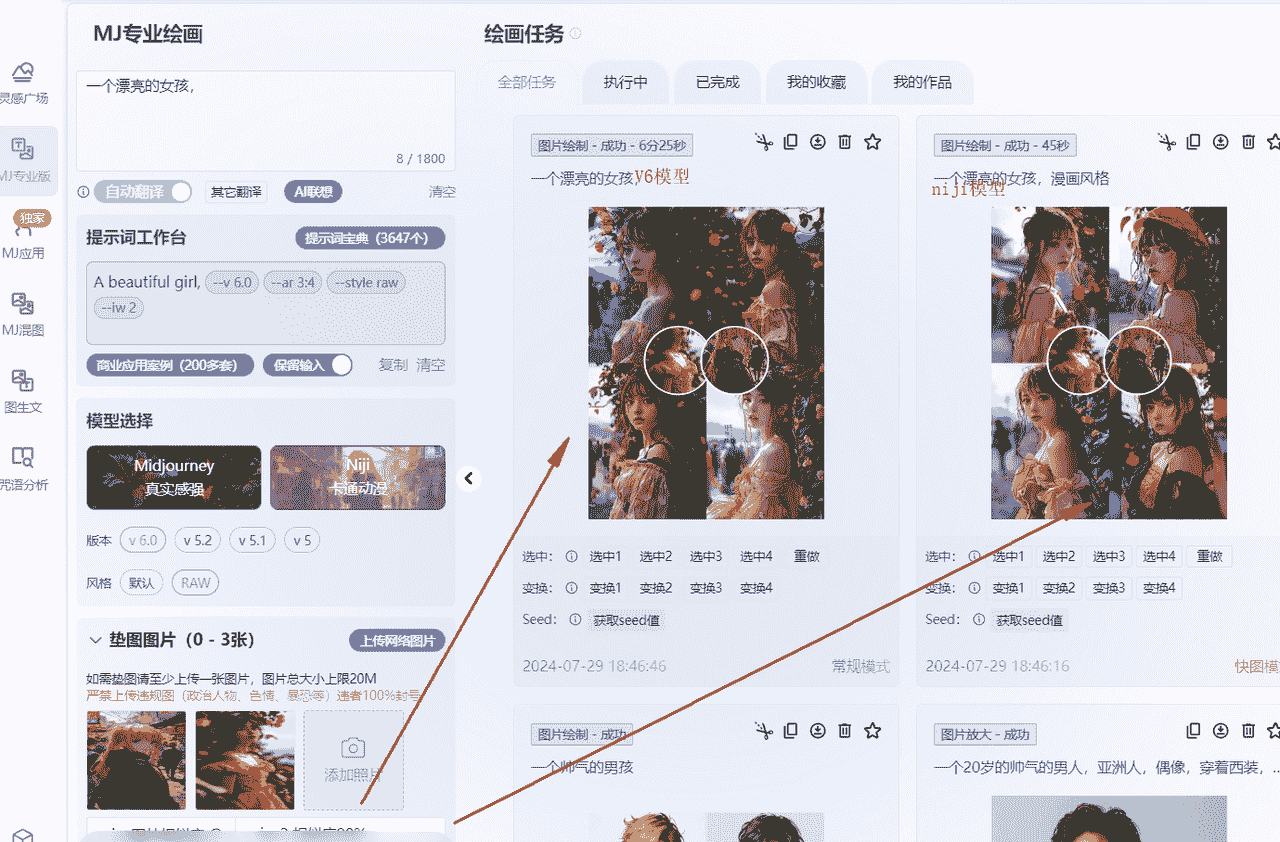 MJ专业绘画
一个漂亮的女孩,
8 / 1800
自动翻译
其它翻译
AI联想
清空
提示词工作台
提示词宝典（3647个）
A beautiful girl, --v 6.0 --ar 3:4 --style raw
--iw 2
商业应用案例（200多套）
保留输入
复制 清空
模型选择
Midjourney
真实感强
Niji
卡通动漫
版本 v 6.0 v 5.2 v 5.1 v 5
风格 默认 RAW
垫图图片（0 - 3张）
上传网络图片
如需垫图请至少上传一张图片，图片总大小上限20M
严禁上传违规图（政治人物、色情、暴恐等）违者100%封号
添加照片
灵感广场
MJ专业版
独家
MJ应用
MJ混图
图生文
咒语分析
绘画任务
全部任务 执行中 已完成 我的收藏 我的作品
图片绘制 - 成功 - 6分25秒
一个漂亮的女孩,
V6模型
选中: 选中1 选中2 选中3 选中4 重做
变换: 变换1 变换2 变换3 变换4
Seed: 获取seed值
2024-07-29 18:46:46 常规模式
图片绘制 - 成功 - 45秒
一个漂亮的女孩，漫画风格
niji模型
选中: 选中1 选中2 选中3 选中4 重做
变换: 变换1 变换2 变换3 变换4
Seed: 获取seed值
2024-07-29 18:46:16 快图模
图片绘制 - 成功
一个帅气的男孩
图片放大 - 成功
一个20岁的帅气的男人，亚洲人，偶像，穿着西装，...